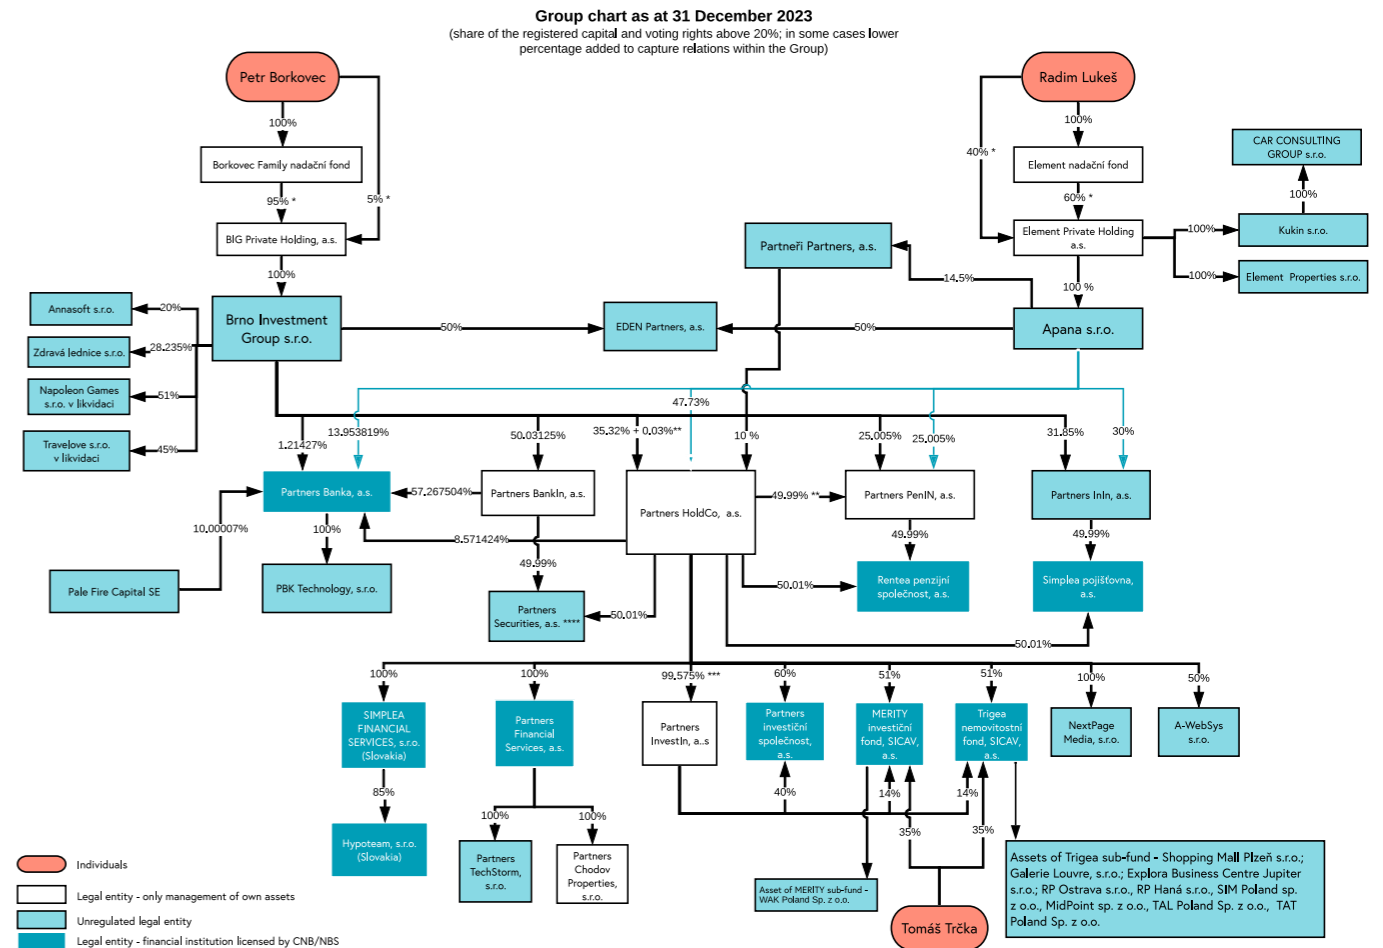 Group chart as at 31 December 2023
(share of the registered capital and voting rights above 20%; in some cases lower
percentage added to capture relations within the Group)
Petr Borkovec
Radim Lukeš
100%
100%
CAR CONSULTING
GROUP s.r.o.
40% *
Borkovec Family nadační fond
Element nadační fond
95% *
5% *
60% *
100%
BIG Private Holding, a.s.
Partneři Partners, a.s.
Element Private Holding
a.s.
100%
Kukin s.r.o.
100%
14.5%
100 %
100%
Element Properties s.r.o.
Annasoft s.r.o.
20%
Brno Investment
Group s.r.o.
50%
EDEN Partners, a.s.
50%
Apana s.r.o.
Zdravá lednice s.r.o.
28.235%
Napoleon Games
s.r.o. v likvidaci
51%
47.73%
Travelove s.r.o.
v likvidaci
45%
1.21427%
13.953819%
50.03125%
35.32% + 0.03%**
10 %
25.005%
25.005%
31.85%
30%
Partners Banka, a.s.
57.267504%
Partners BankIn, a.s.
Partners HoldCo, a.s.
49.99% **
Partners PenIN, a.s.
Partners InIn, a.s.
10.00007%
100%
8.571424%
49.99%
49.99%
49.99%
Pale Fire Capital SE
PBK Technology, s.r.o.
50.01%
Rentea penzijní
společnost, a.s.
Simplea pojišťovna,
a.s.
Partners
Securities, a.s. ****
50.01%
50.01%
100%
100%
99.575% ***
60%
51%
51%
100%
50%
SIMPLEA
FINANCIAL
SERVICES, s.r.o.
(Slovakia)
Partners
Financial
Services, a.s.
Partners
InvestIn, a..s
Partners
investiční
společnost,
a.s.
MERITY
investiční
fond, SICAV,
a.s.
Trigea
nemovitostní
fond, SICAV,
a.s.
NextPage
Media, s.r.o.
A-WebSys
s.r.o.
85%
40%
14%
14%
100%
100%
35%
35%
Hypoteam, s.r.o.
(Slovakia)
Partners
TechStorm,
s.r.o.
Partners
Chodov
Properties,
s.r.o.
Asset of MERITY sub-fund -
WAK Poland Sp. z o.o.
Tomáš Trčka
Assets of Trigea sub-fund - Shopping Mall Plzeň s.r.o.;
Galerie Louvre, s.r.o.; Explora Business Centre Jupiter
s.r.o.; RP Ostrava s.r.o., RP Haná s.r.o., SIM Poland sp.
z o.o., MidPoint sp. z o.o., TAL Poland Sp. z o.o., TAT
Poland Sp. z o.o.
Individuals
Legal entity - only management of own assets
Unregulated legal entity
Legal entity - financial institution licensed by CNB/NBS